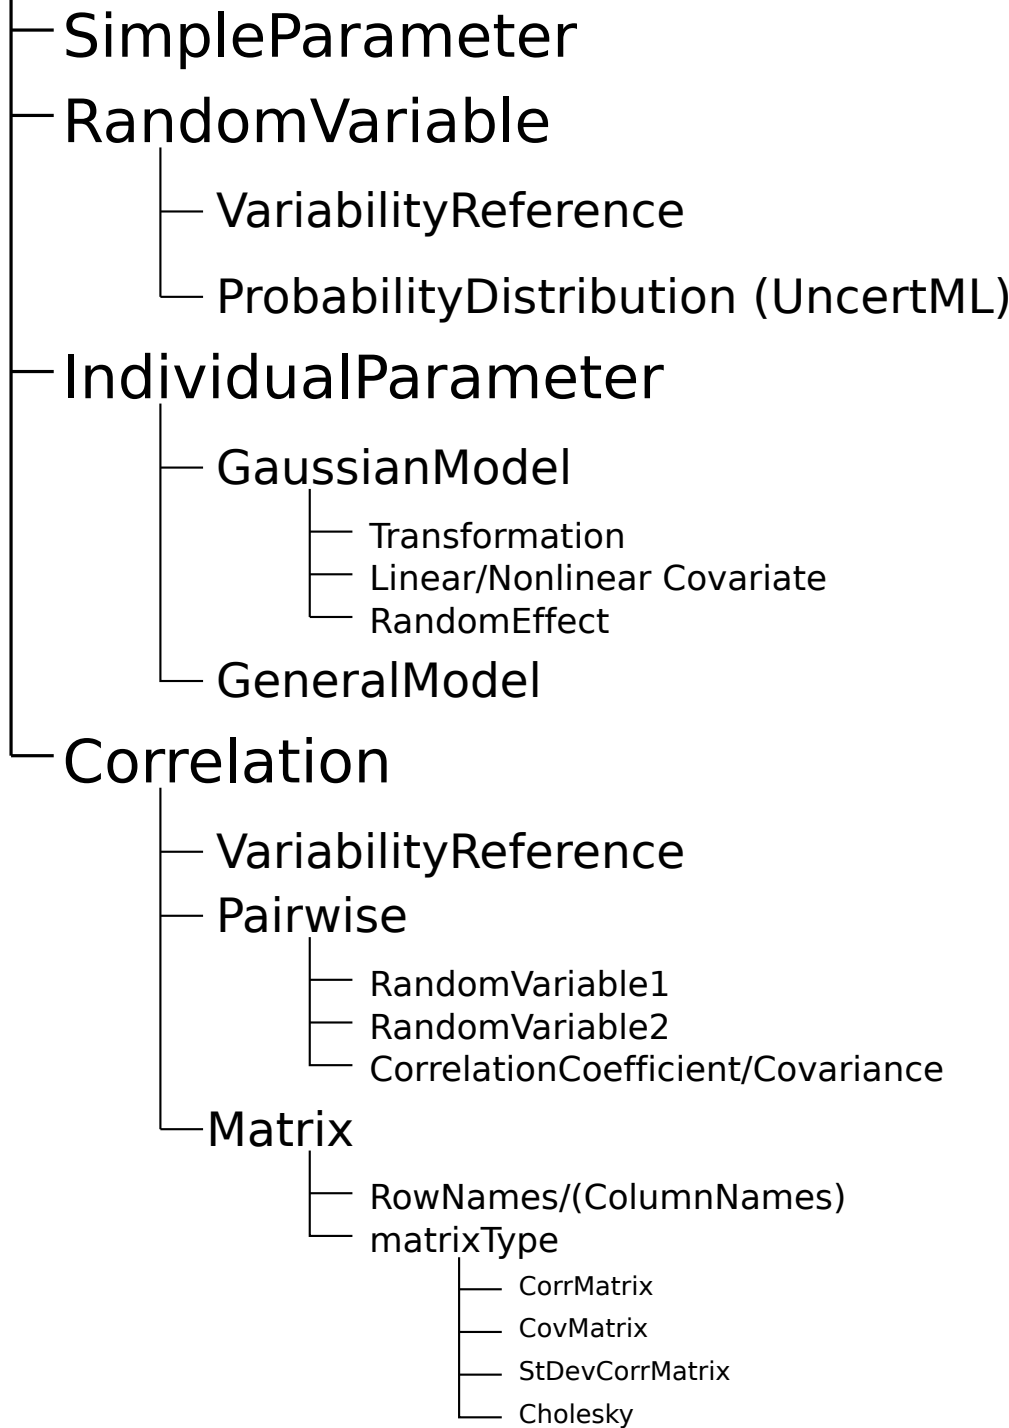 SimpleParameter
RandomVariable
VariabilityReference
ProbabilityDistribution (UncertML)
IndividualParameter
GaussianModel
Transformation
Linear/Nonlinear Covariate
RandomEffect
GeneralModel
Correlation
VariabilityReference
Pairwise
RandomVariable1
RandomVariable2
CorrelationCoefficient/Covariance
Matrix
RowNames/(ColumnNames)
matrixType
CorrMatrix
CovMatrix
StDevCorrMatrix
Cholesky